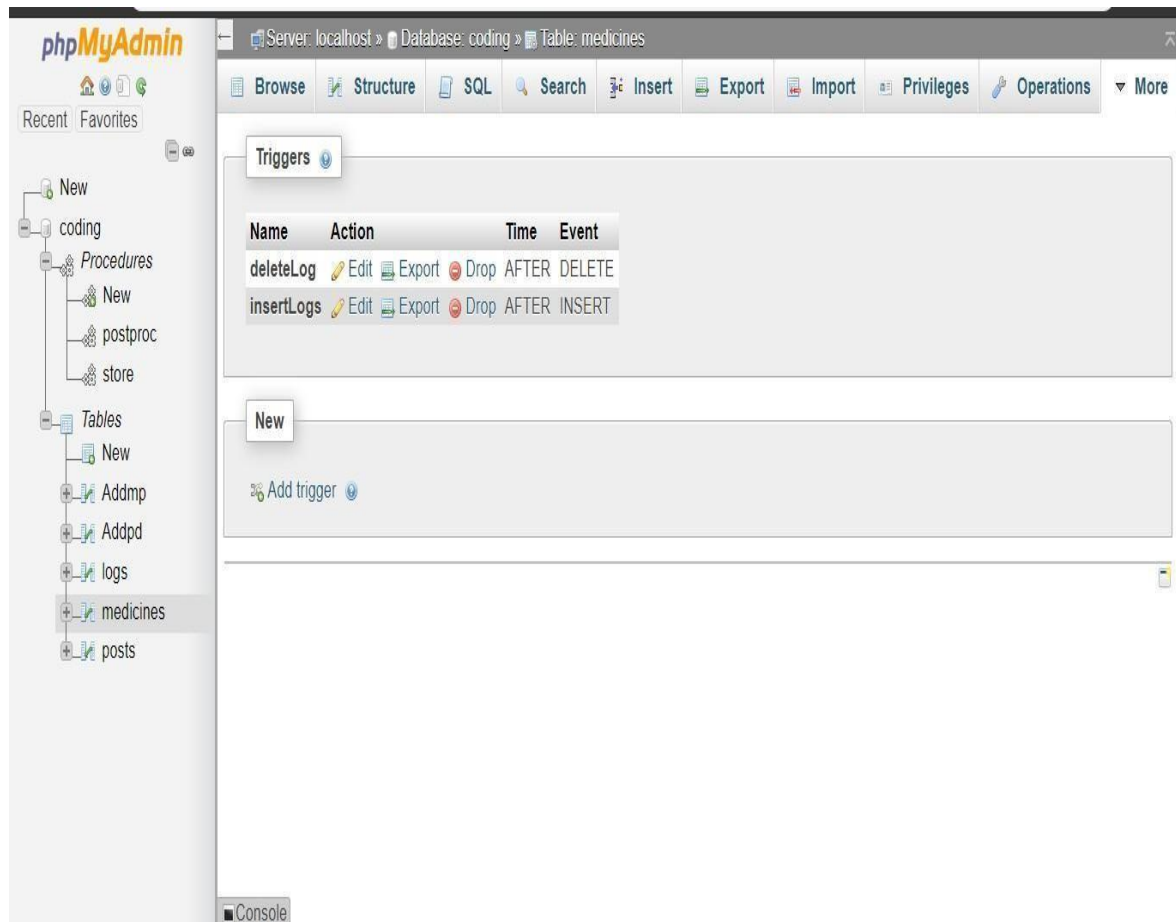 phpMyAdmin
Recent Favorites
New
coding
Procedures
New
postproc
store
Tables
New
Addmp
Addpd
logs
medicines
posts
Server: localhost » Database: coding » Table: medicines
Browse Structure SQL Search Insert Export Import Privileges Operations More
Triggers
Name Action Time Event
deleteLog Edit Export Drop AFTER DELETE
insertLogs Edit Export Drop AFTER INSERT
New
Add trigger
Console